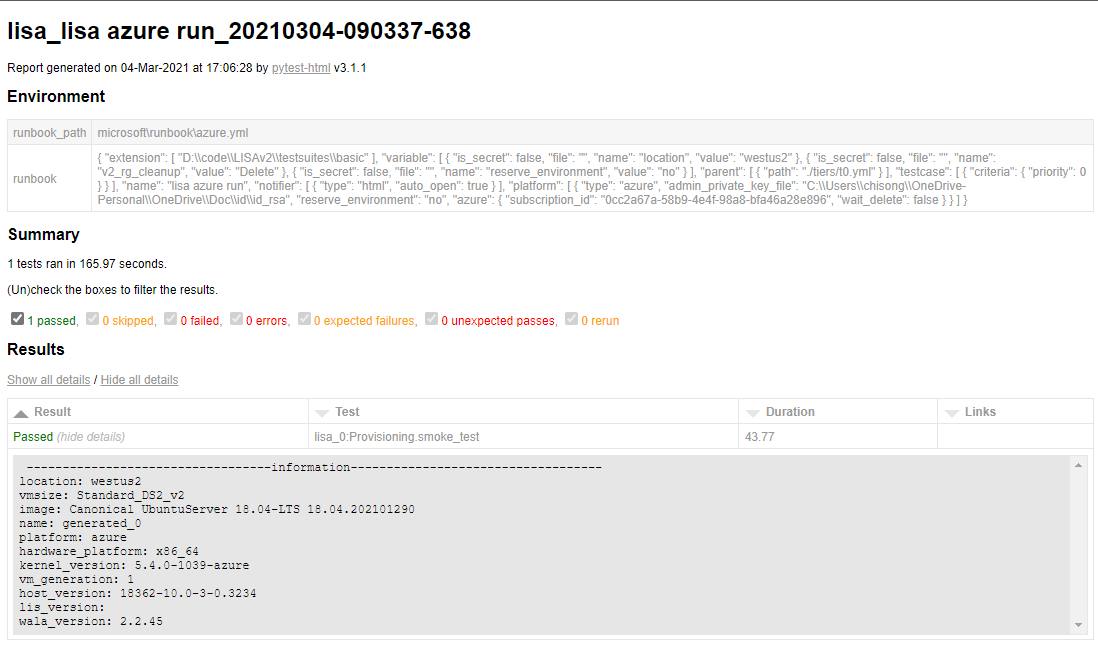 lisa_lisa azure run_20210304-090337-638
Report generated on 04-Mar-2021 at 17:06:28 by pytest-html v3.1.1
Environment
runbook_path microsoft\runbook\azure.yml
{ "extension": [ "D:\\code\\LISAv2\\testsuites\\basic" ], "variable": [ { "is_secret": false, "file": "", "name": "location", "value": "westus2" }, { "is_secret": false, "file": "", "name":
"v2_rg_cleanup", "value": "Delete" }, { "is_secret": false, "file": "", "name": "reserve_environment", "value": "no" } ], "parent": [ { "path": "./tiers/t0.yml" } ], "testcase": [ { "criteria": { "priority": 0
runbook } } ], "name": "lisa azure run", "notifier": [ { "type": "html", "auto_open": true } ], "platform": [ { "type": "azure", "admin_private_key_file": "C:\\Users\\chisong\\OneDrive-
Personal\\OneDrive\\Doc\\id\\id_rsa", "reserve_environment": "no", "azure": { "subscription_id": "0cc2a67a-58b9-4e4f-98a8-bfa46a28e896", "wait_delete": false } } ] }
Summary
1 tests ran in 165.97 seconds.
(Un)check the boxes to filter the results.
1 passed, 0 skipped, 0 failed, 0 errors, 0 expected failures, 0 unexpected passes, 0 rerun
Results
Show all details / Hide all details
Result Test Duration Links
Passed (hide details) lisa_0:Provisioning.smoke_test 43.77
----------------------------------information-----------------------------------
location: westus2
vmsize: Standard_DS2_v2
image: Canonical UbuntuServer 18.04-LTS 18.04.202101290
name: generated_0
platform: azure
hardware_platform: x86_64
kernel_version: 5.4.0-1039-azure
vm_generation: 1
host_version: 18362-10.0-3-0.3234
lis_version:
wala_version: 2.2.45